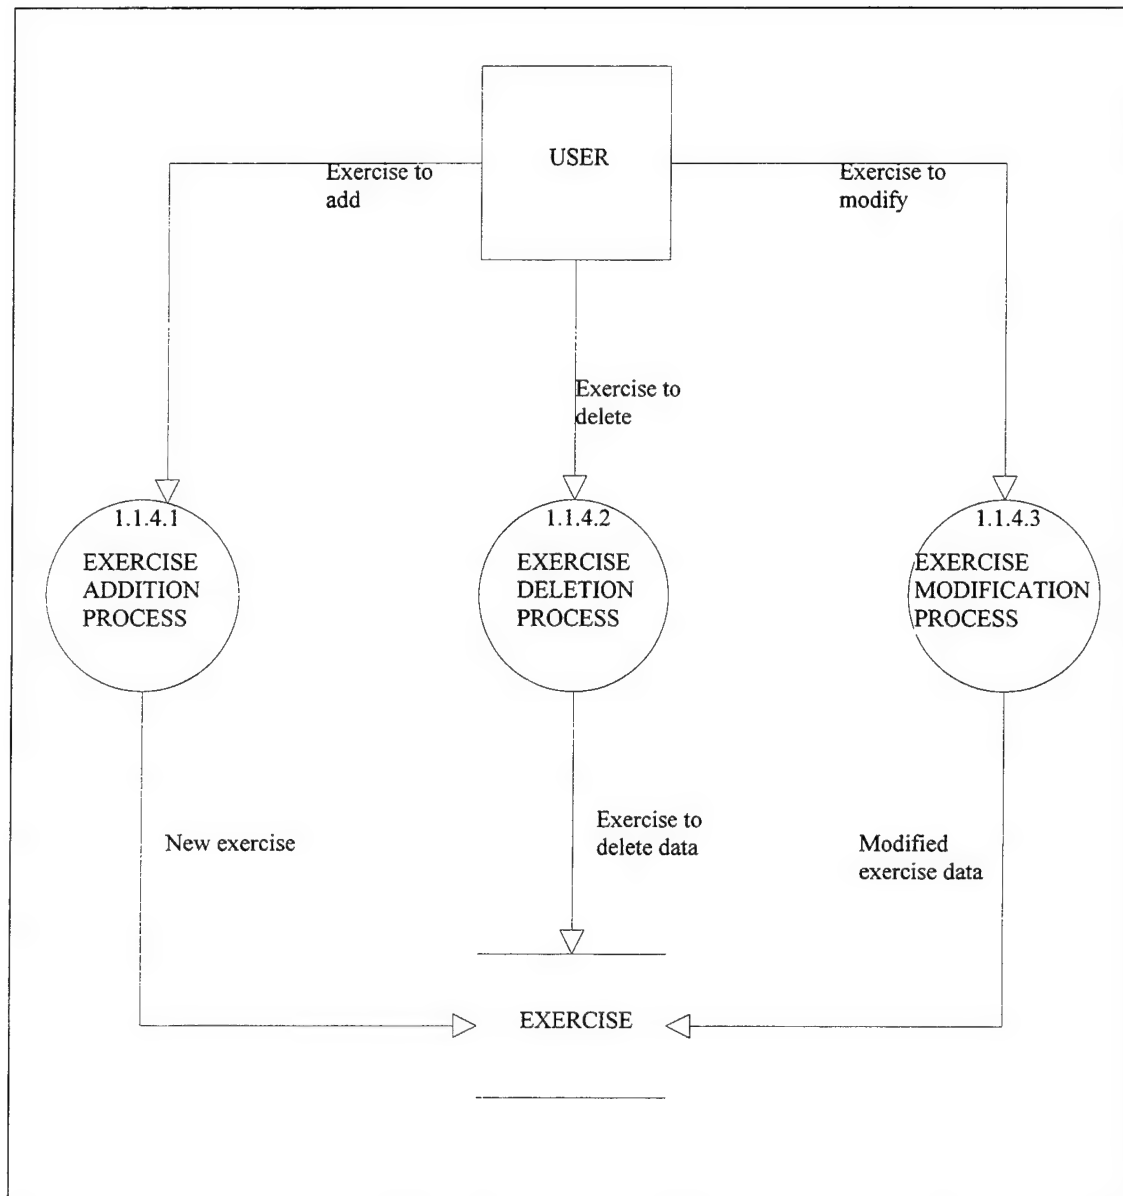 USER
Exercise to
add
Exercise to
modify
Exercise to
delete
1.1.4.1
EXERCISE
ADDITION
PROCESS
1.1.4.2
EXERCISE
DELETION
PROCESS
1.1.4.3
EXERCISE
MODIFICATION
PROCESS
New exercise
Exercise to
delete data
Modified
exercise data
EXERCISE